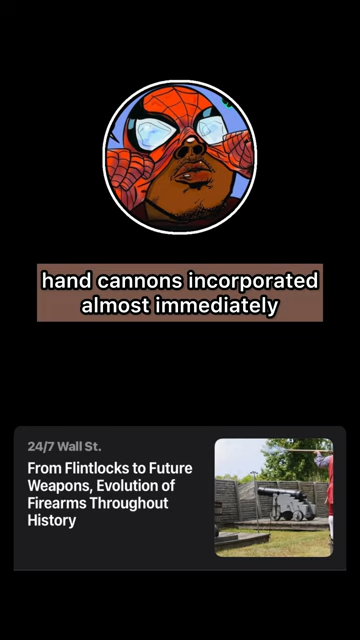 hand cannons incorporated
almost immediately
24/7 Wall St.
From Flintlocks to Future
Weapons, Evolution of
Firearms Throughout
History